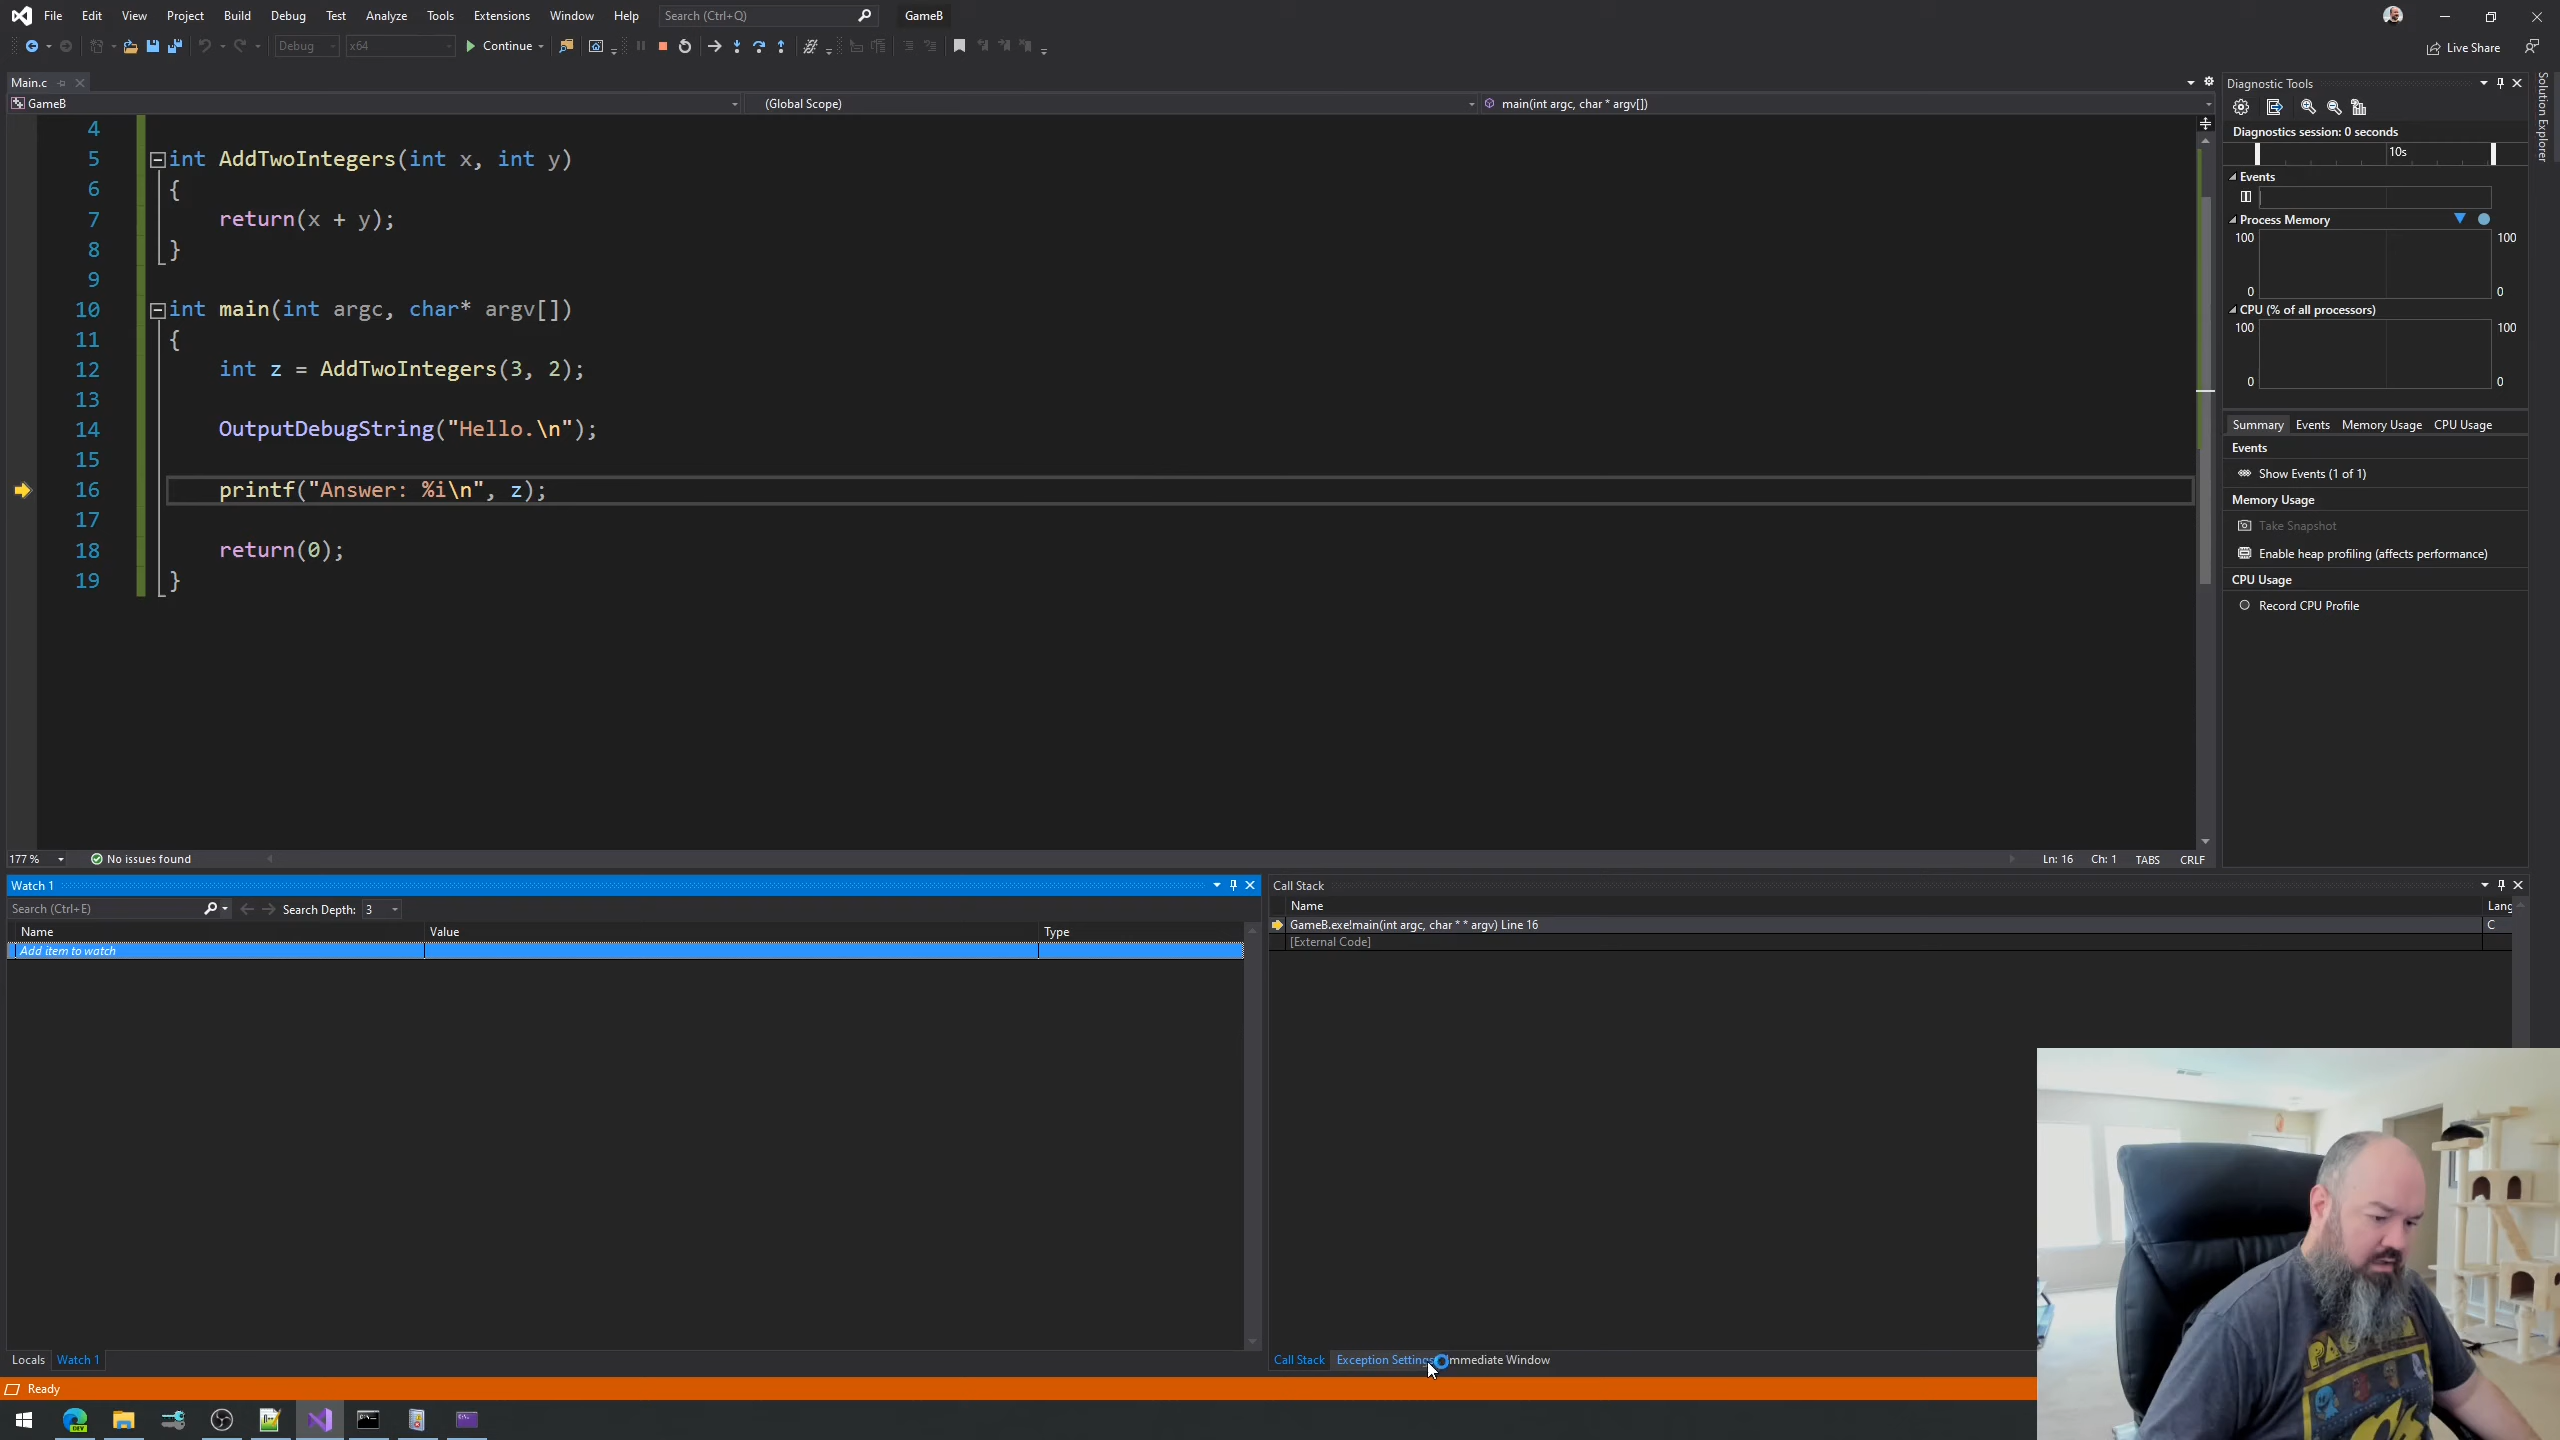 File Edit View Project Build Debug Test Analyze Tools Extensions Window Help Search (Ctrl+Q) GameB
Debug x64 Continue Live Share
Main.c Diagnostic Tools
GameB (Global Scope) main(int argc, char * argv[])
Solution Explorer
4
5 int AddTwoIntegers(int x, int y)
6 {
7 return(x + y);
8 }
9
10 int main(int argc, char* argv[])
11 {
12 int z = AddTwoIntegers(3, 2);
13
14 OutputDebugString("Hello.\n");
15
16 printf("Answer: %i\n", z);
17
18 return(0);
19 }
Diagnostics session: 0 seconds
10s
Events
Process Memory
100 100
0 0
CPU (% of all processors)
100 100
0 0
Summary Events Memory Usage CPU Usage
Events
Show Events (1 of 1)
Memory Usage
Take Snapshot
Enable heap profiling (affects performance)
CPU Usage
Record CPU Profile
177 % No issues found Ln: 16 Ch: 1 TABS CRLF
Watch 1
Search (Ctrl+E) Search Depth: 3
Name Value Type
Add item to watch
Locals Watch 1
Call Stack
Name Lang
GameB.exe!main(int argc, char * * argv) Line 16 C
[External Code]
Call Stack Exception Settings Immediate Window
Ready
DEV
PAC